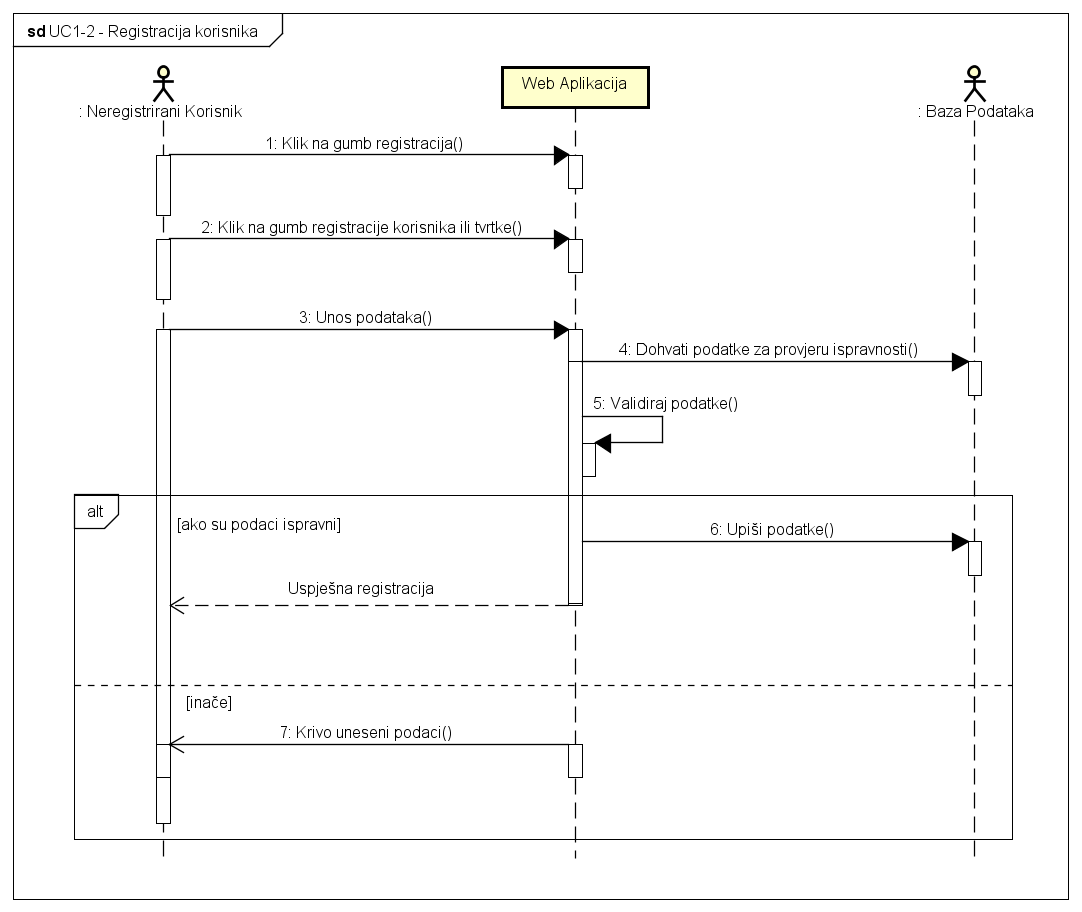 sd UC1-2 - Registracija korisnika
: Neregistrirani Korisnik
Web Aplikacija
: Baza Podataka
1: Klik na gumb registracija()
2: Klik na gumb registracije korisnika ili tvrtke()
3: Unos podataka()
4: Dohvati podatke za provjeru ispravnosti()
5: Validiraj podatke()
alt
[ako su podaci ispravni]
6: Upiši podatke()
Uspješna registracija
[inače]
7: Krivo uneseni podaci()